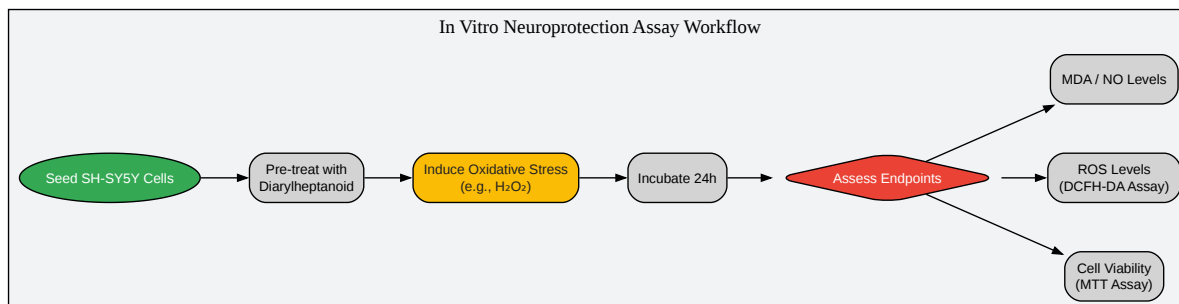 In Vitro Neuroprotection Assay Workflow
Seed SH-SY5Y Cells
Pre-treat with
Diarylheptanoid
Induce Oxidative Stress
(e.g., H₂O₂)
Incubate 24h
Assess Endpoints
MDA / NO Levels
ROS Levels
(DCFH-DA Assay)
Cell Viability
(MTT Assay)